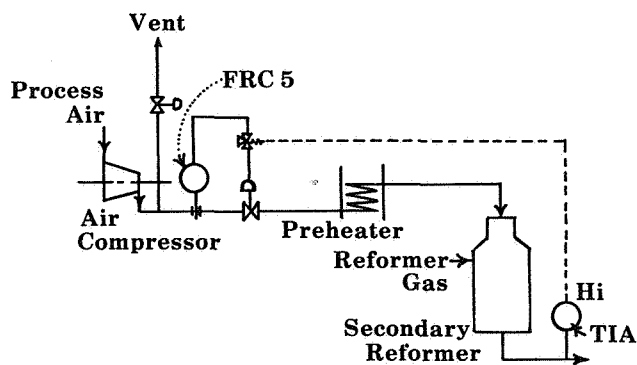 Vent
FRC 5
Process
Air
Air
Compressor
Preheater
Reformer
Gas
Hi
TIA
Secondary
Reformer